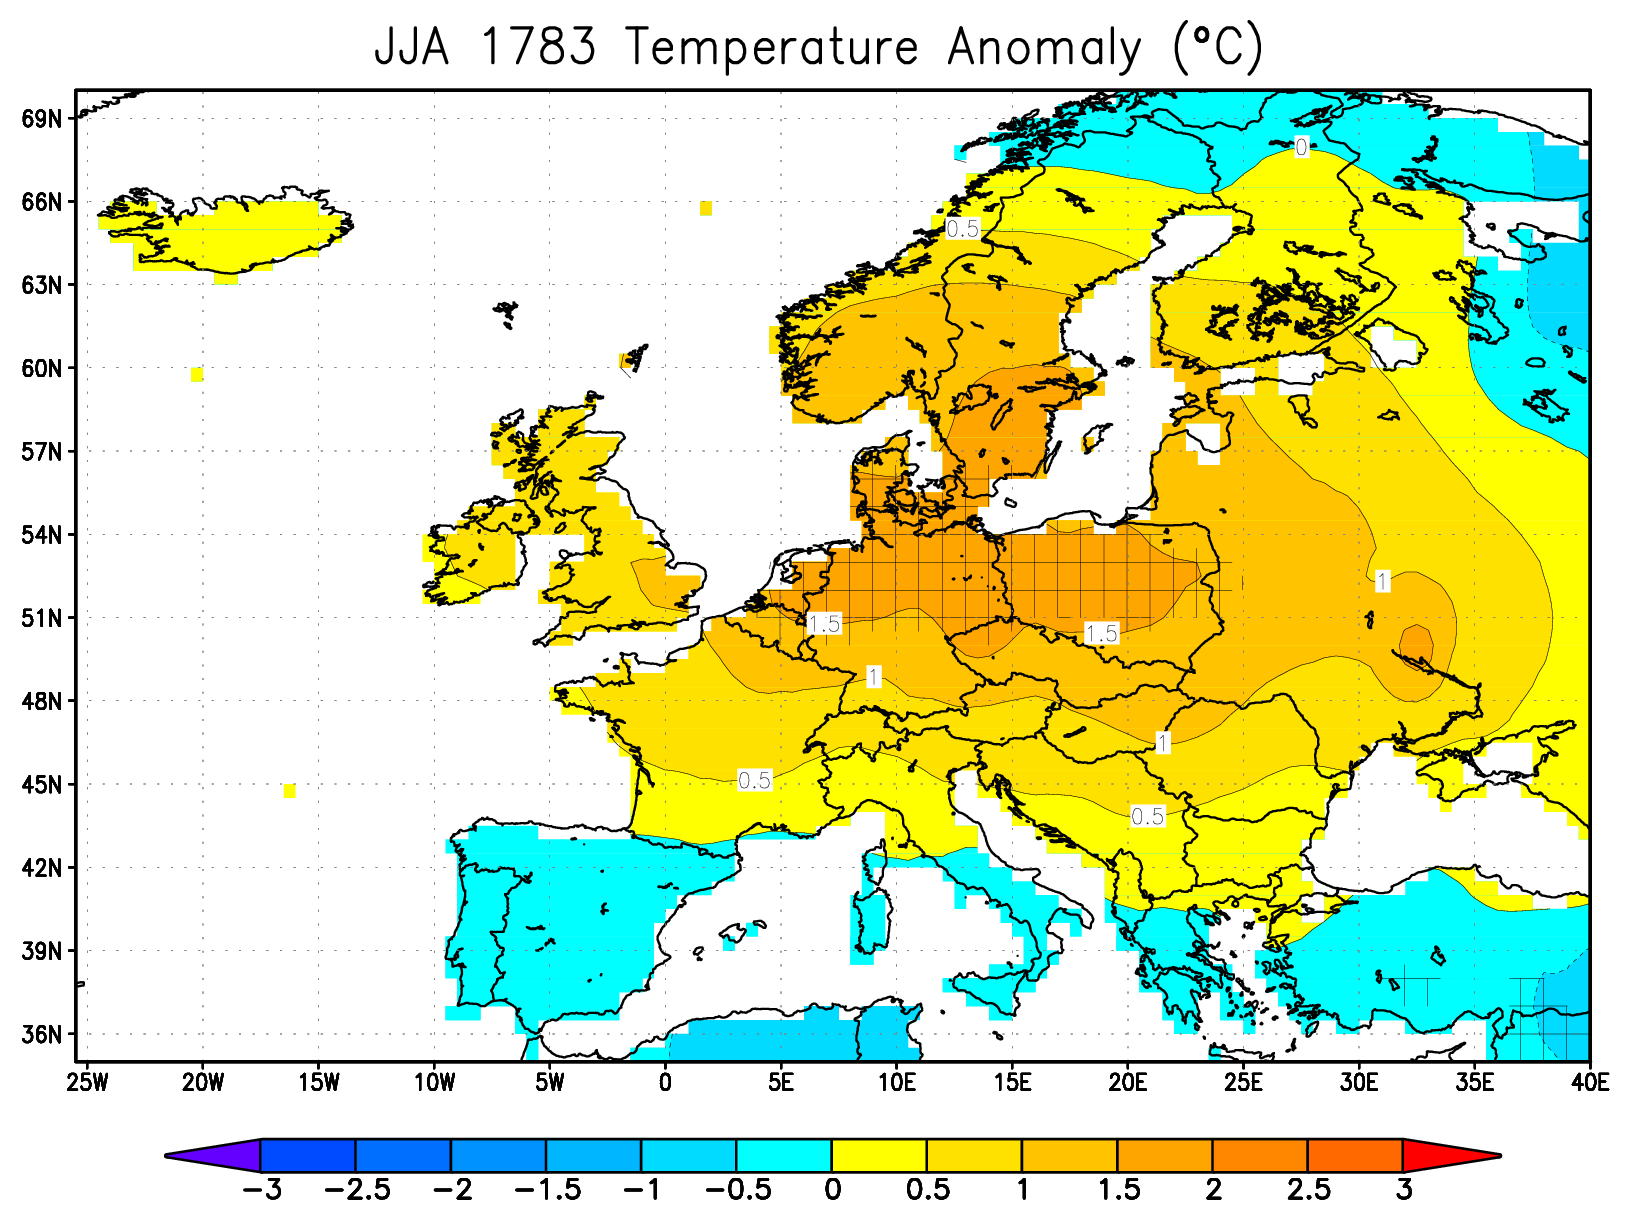 JJA 1783 Temperature Anomaly (°C)
69N
0
66N
0.5
63N
60N
57N
54N
1
51N
1.5
1.5
1
48N
1
0.5
45N
0.5
42N
39N
36N
25W 20W 15W 10W 5W 0 5E 10E 15E 20E 25E 30E 35E 40E
−3 −2.5 −2 −1.5 −1 −0.5 0 0.5 1 1.5 2 2.5 3